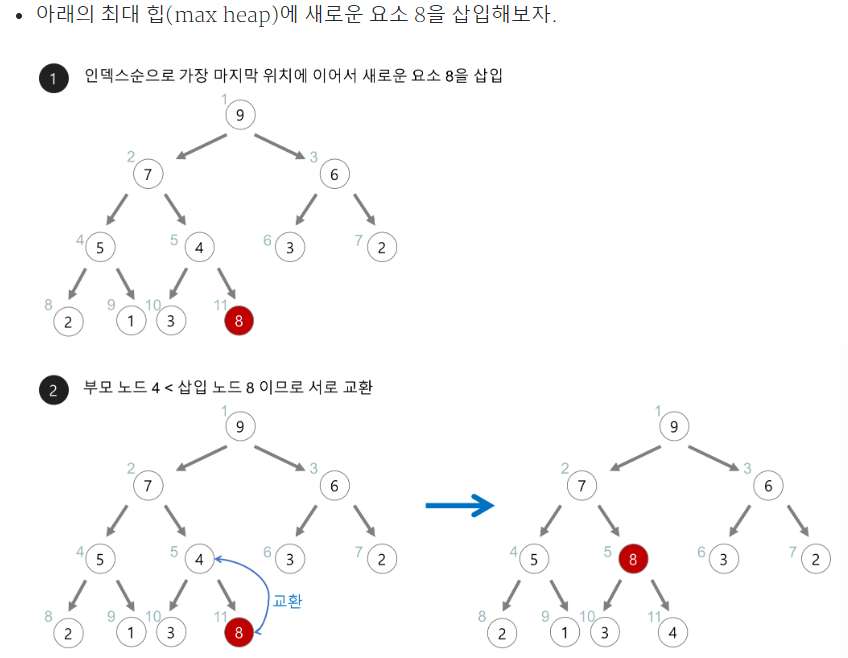 • 아래의 최대 힙(max heap)에 새로운 요소 8을 삽입해보자.
1 인덱스순으로 가장 마지막 위치에 이어서 새로운 요소 8을 삽입
1 9
2 7 3 6
4 5 5 4 6 3 7 2
8 2 9 1 10 3 11 8
2 부모 노드 4 < 삽입 노드 8 이므로 서로 교환
1 9 1 9
2 7 3 6 2 7 3 6
4 5 5 4 6 3 7 2 4 5 5 8 6 3 7 2
교환
8 2 9 1 10 3 11 8 8 2 9 1 10 3 11 4